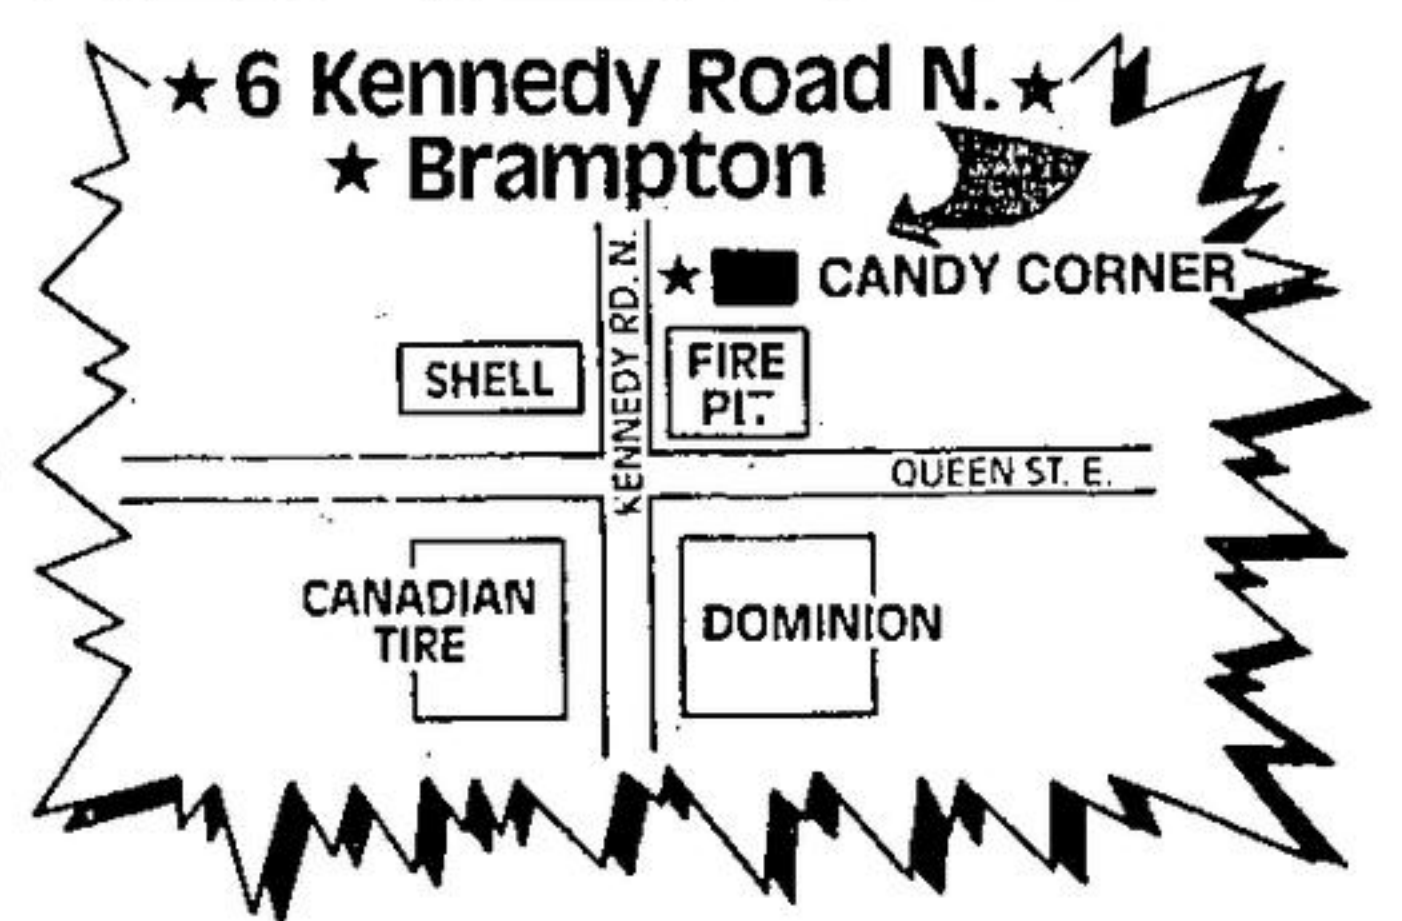 ★ 6 Kennedy Road N. ★
★ Brampton
KENNEDY RD. N.
★ CANDY CORNER
SHELL
FIRE
PIT
QUEEN ST. E.
CANADIAN
TIRE
DOMINION